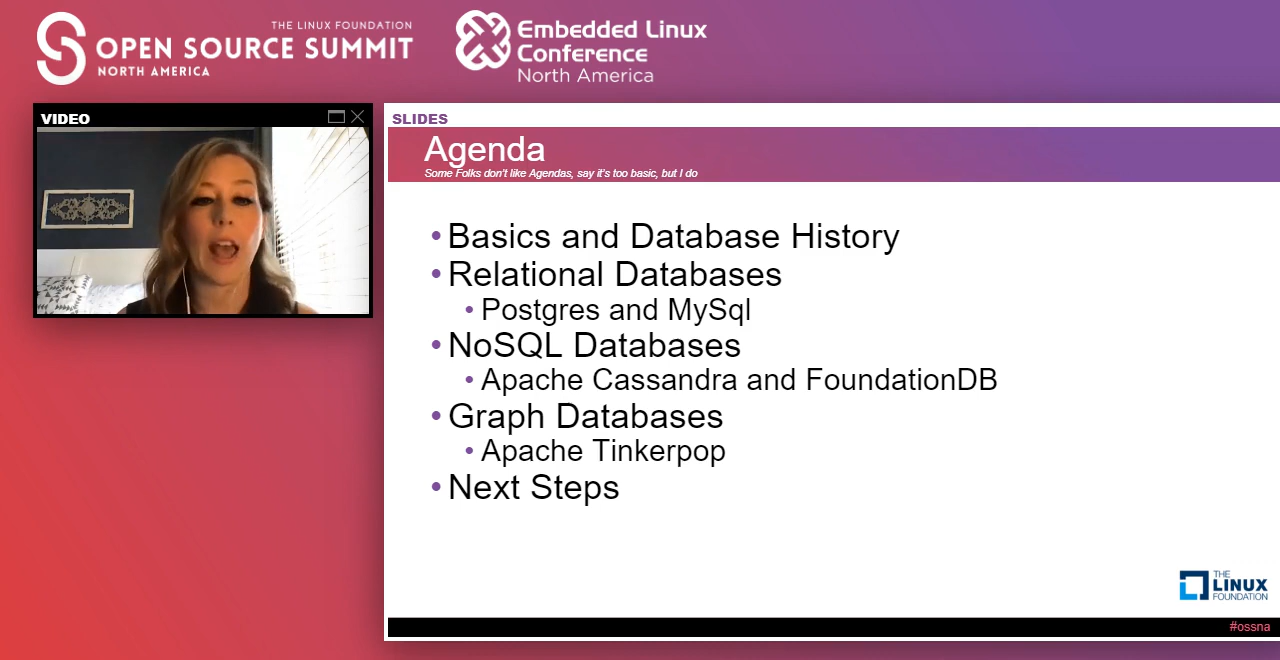 THE LINUX FOUNDATION
OPEN SOURCE SUMMIT
NORTH AMERICA
Embedded Linux
Conference
North America
VIDEO
SLIDES
Agenda
Some Folks don't like Agendas, say it's too basic, but I do
• Basics and Database History
• Relational Databases
• Postgres and MySql
• NoSQL Databases
• Apache Cassandra and FoundationDB
• Graph Databases
• Apache Tinkerpop
• Next Steps
THE
LINUX
FOUNDATION
#ossna